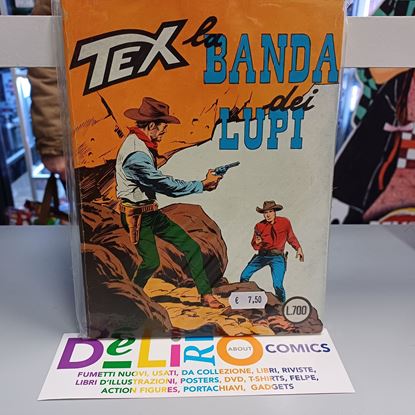 TEX la
BANDA
dei
LUPI
€ 7,50
L.700
DeLiRIO ABOUT COMICS
FUMETTI NUOVI, USATI, DA COLLEZIONE, LIBRI, RIVISTE,
LIBRI D'ILLUSTRAZIONI, POSTERS, DVD, T-SHIRTS, FELPE,
ACTION FIGURES, PORTACHIAVI, GADGETS